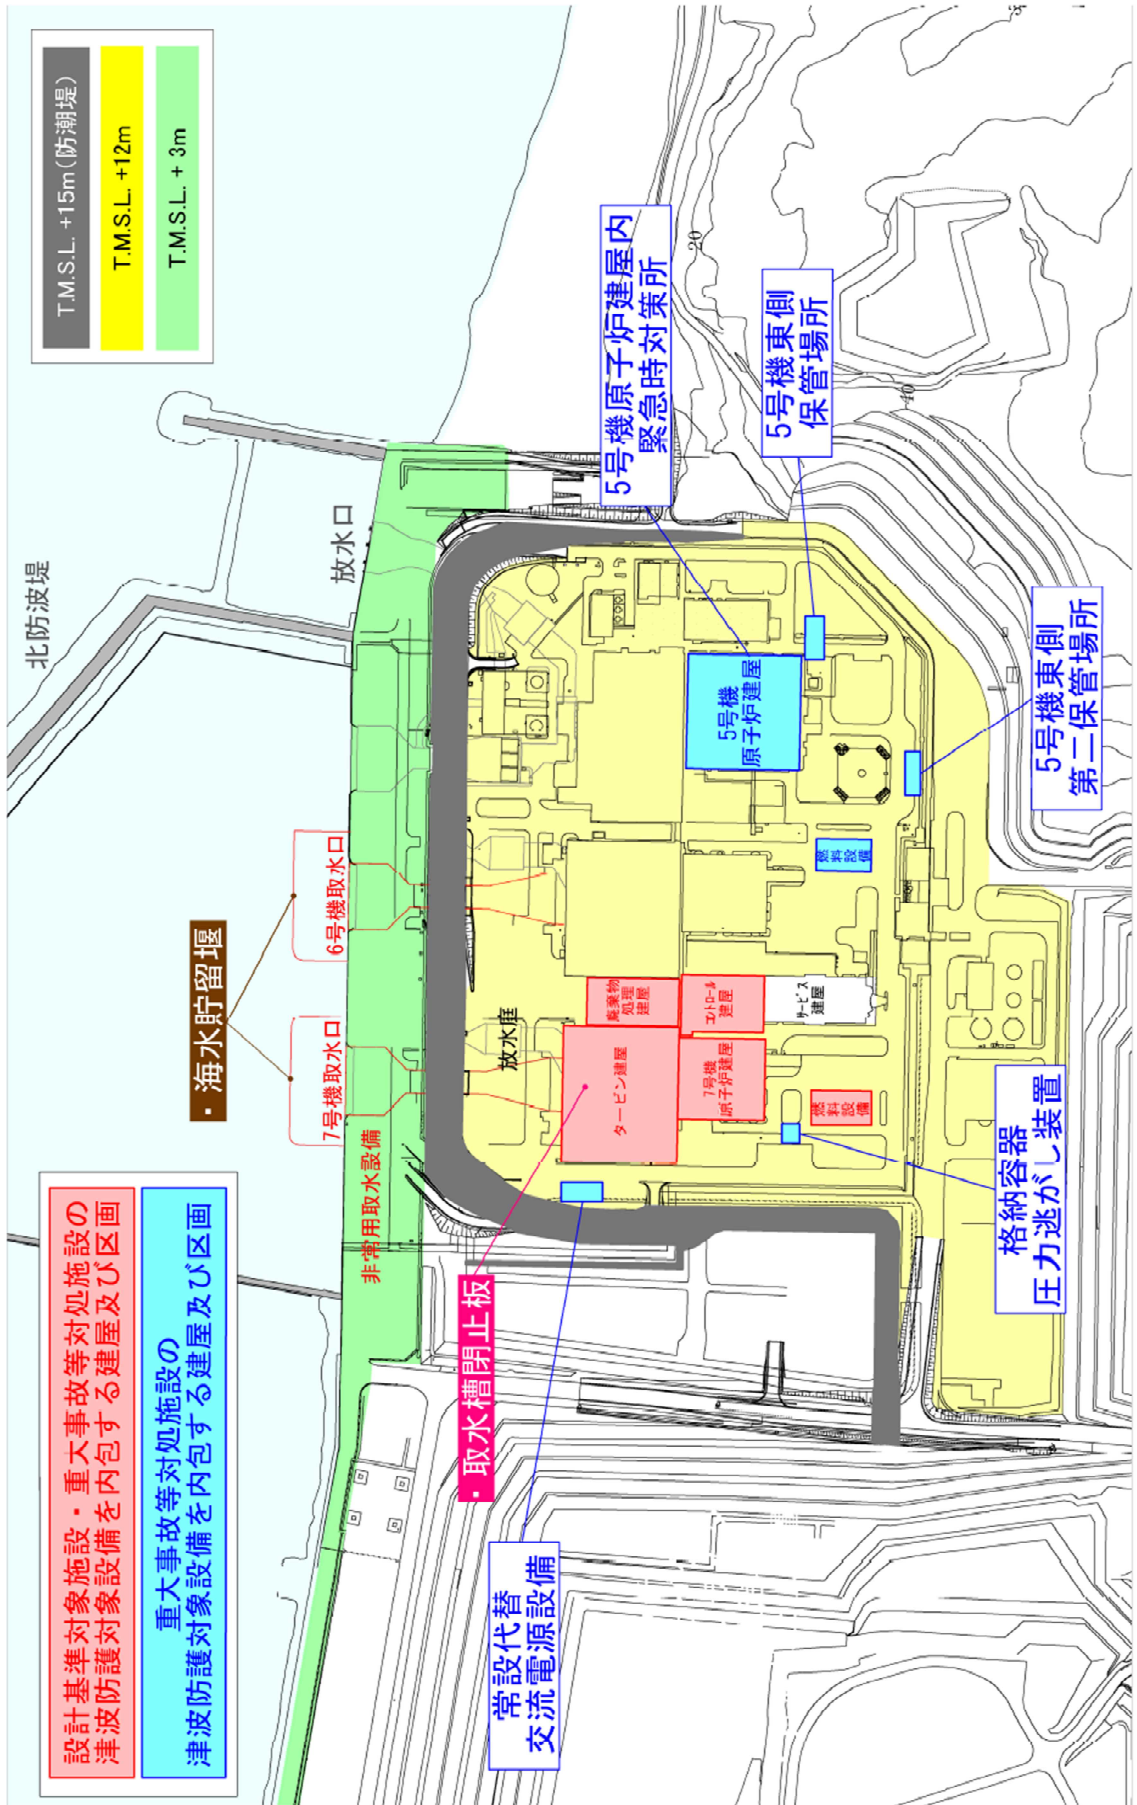 T.M.S.L. +15m(防潮堤)
T.M.S.L. +12m
T.M.S.L. + 3m
設計基準対象施設・重大事故等対処施設の
津波防護対象設備を内包する建屋及び区画
重大事故等対処施設の
津波防護対象設備を内包する建屋及び区画
北防波堤
放水口
・海水貯留堰
7号機取水口
6号機取水口
非常用取水設備
放水庭
・取水槽閉止板
タービン建屋
廃棄物
処理
建屋
コントロール
建屋
7号機
原子炉建屋
サービス
建屋
燃料設備
燃料設備
5号機
原子炉建屋
5号機原子炉建屋内
緊急時対策所
5号機東側
保管場所
5号機東側
第二保管場所
常設代替
交流電源設備
格納容器
圧力逃がし装置
20
40